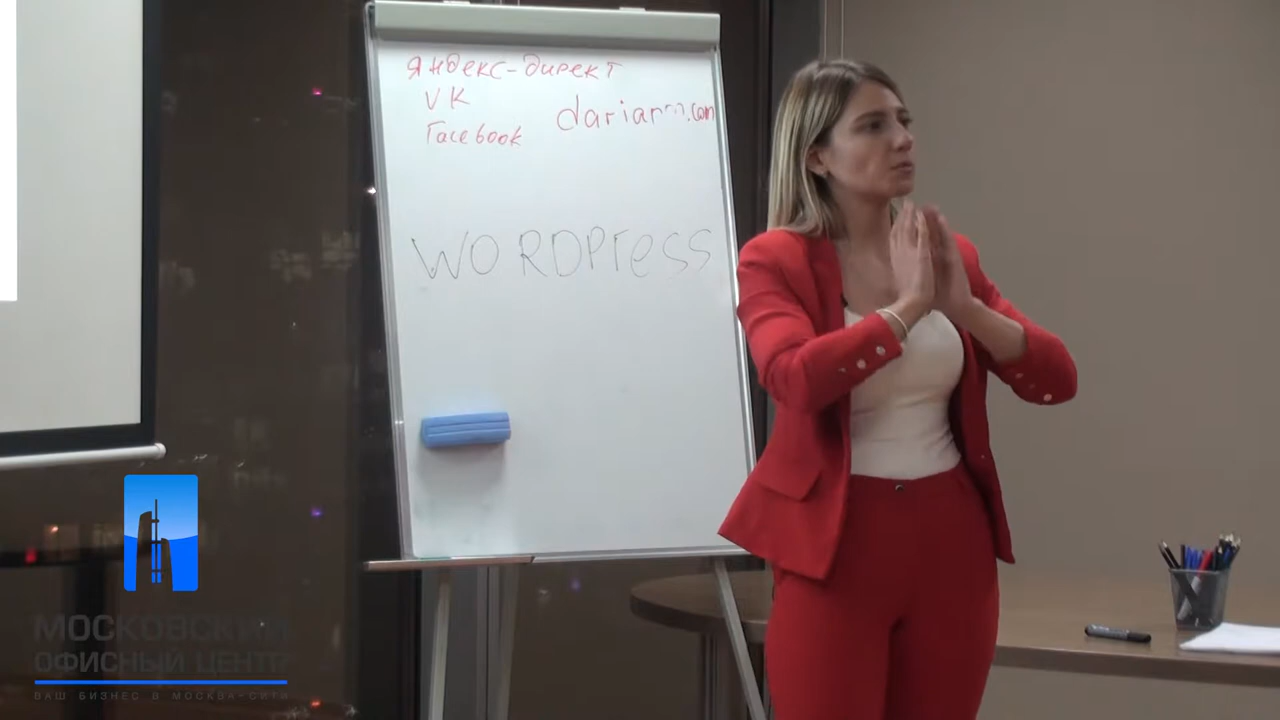 яндекс-директ
VK
Facebook
WORDPress
МОСКОВСКИЙ
ОФИСНЫЙ ЦЕНТР
ВАШ БИЗНЕС В МОСКВА-СИТИ